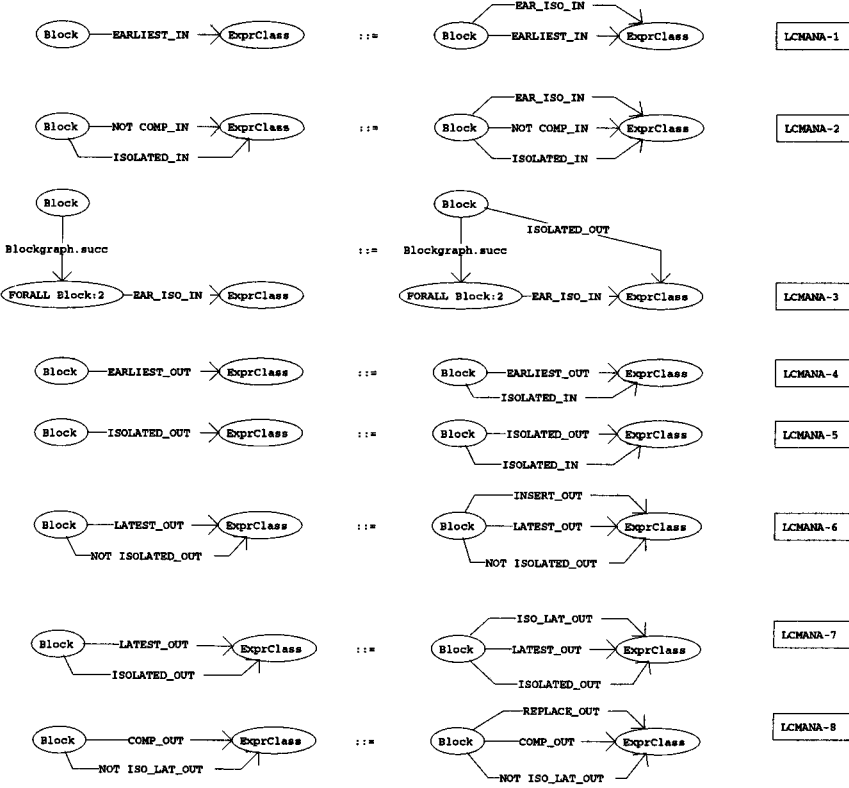 EAR_ISO_IN
Block EARLIEST_IN ExprClass ::= Block EARLIEST_IN ExprClass LCMANA-1
EAR_ISO_IN
Block NOT COMP_IN ExprClass ::= Block NOT COMP_IN ExprClass LCMANA-2
ISOLATED_IN ISOLATED_IN
Block Block
ISOLATED_OUT
Blockgraph.succ ::= Blockgraph.succ
FORALL Block:2 EAR_ISO_IN ExprClass FORALL Block:2 EAR_ISO_IN ExprClass LCMANA-3
Block EARLIEST_OUT ExprClass ::= Block EARLIEST_OUT ExprClass LCMANA-4
ISOLATED_IN
Block ISOLATED_OUT ExprClass ::= Block ISOLATED_OUT ExprClass LCMANA-5
ISOLATED_IN
INSERT_OUT
Block LATEST_OUT ExprClass ::= Block LATEST_OUT ExprClass LCMANA-6
NOT ISOLATED_OUT NOT ISOLATED_OUT
ISO_LAT_OUT
Block LATEST_OUT ExprClass ::= Block LATEST_OUT ExprClass LCMANA-7
ISOLATED_OUT ISOLATED_OUT
REPLACE_OUT
Block COMP_OUT ExprClass ::= Block COMP_OUT ExprClass LCMANA-8
NOT ISO_LAT_OUT NOT ISO_LAT_OUT